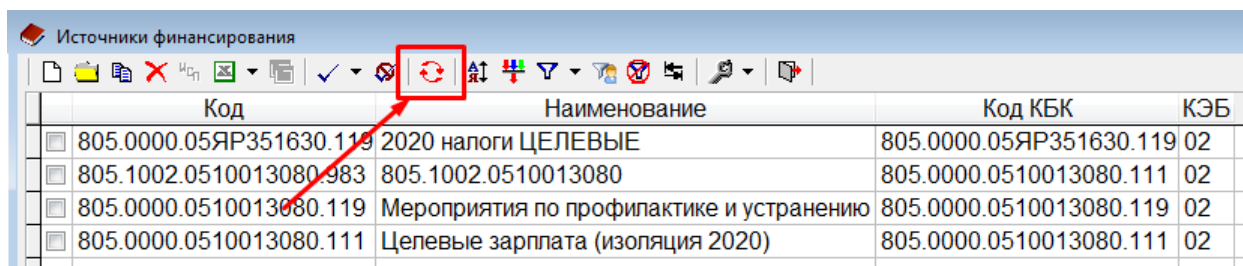 Источники финансирования
Код Наименование Код КБК КЭБ
805.0000.05ЯР351630.119 2020 налоги ЦЕЛЕВЫЕ 805.0000.05ЯР351630.119 02
805.1002.0510013080.983 805.1002.0510013080 805.0000.0510013080.111 02
805.0000.0510013080.119 Мероприятия по профилактике и устранению 805.0000.0510013080.119 02
805.0000.0510013080.111 Целевые зарплата (изоляция 2020) 805.0000.0510013080.111 02